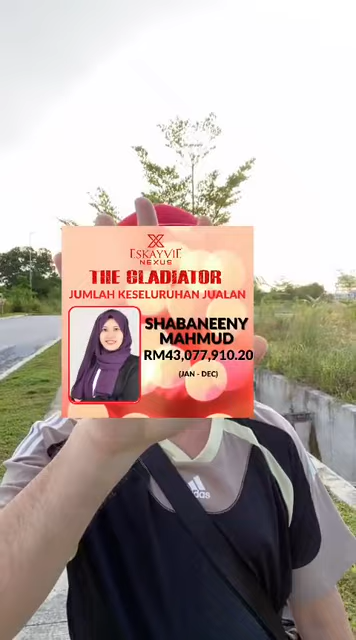 ESKAYVIE
NEXUS
THE GLADIATOR
JUMLAH KESELURUHAN JUALAN
SHABANEENY
MAHMUD
RM43,077,910.20
(JAN - DEC)
adidas